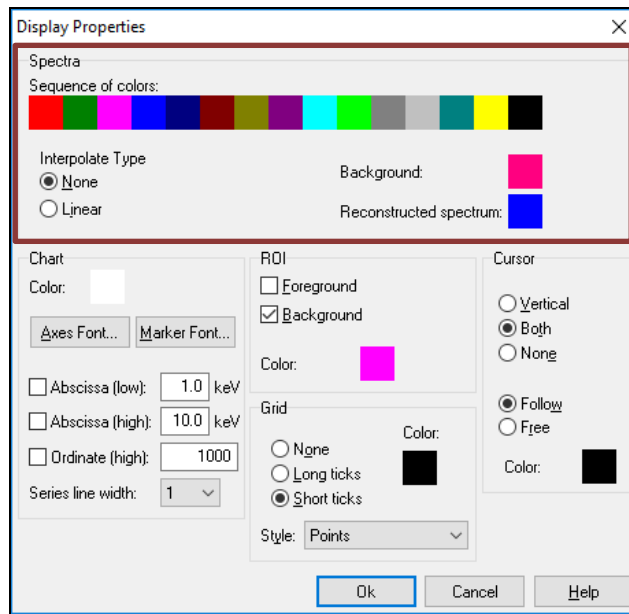 Display Properties
Spectra
Sequence of colors:
Interpolate Type
None
Linear
Background:
Reconstructed spectrum:
Chart
Color:
Axes Font...
Marker Font...
Abscissa (low):
1.0
keV
Abscissa (high):
10.0
keV
Ordinate (high):
1000
Series line width:
1
ROI
Foreground
Background
Color:
Grid
None
Long ticks
Short ticks
Color:
Style:
Points
Cursor
Vertical
Both
None
Follow
Free
Color:
Ok
Cancel
Help